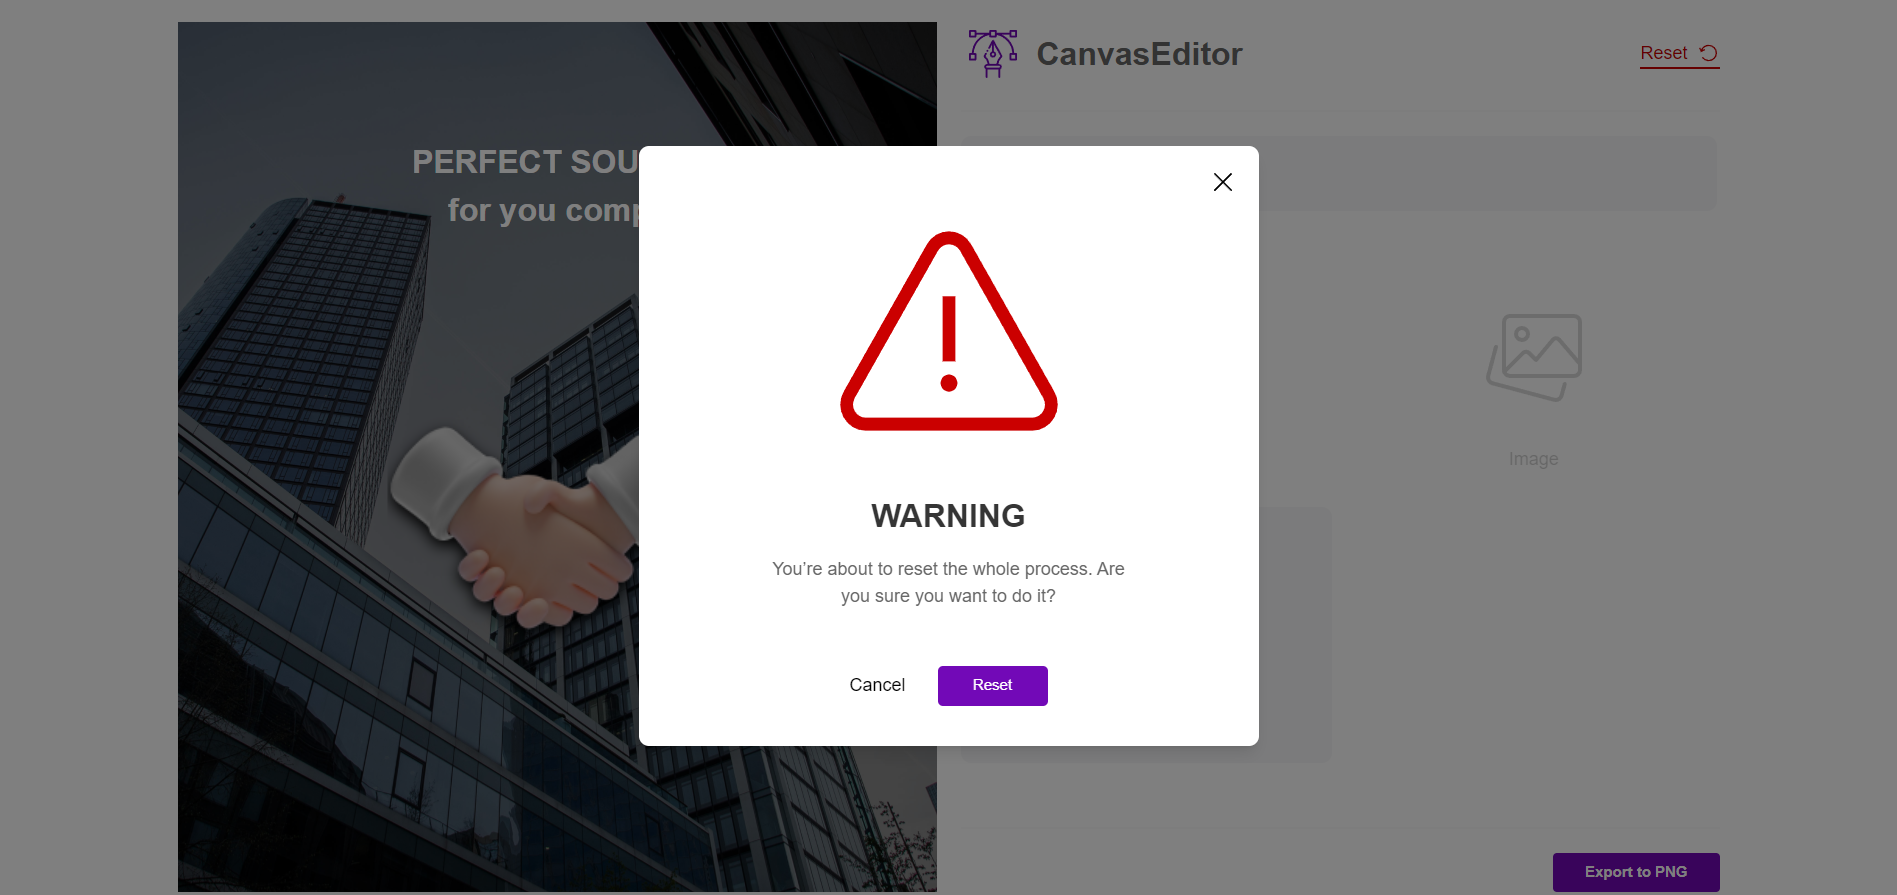 CanvasEditor
Reset
PERFECT SOU
for you comp
WARNING
You’re about to reset the whole process. Are
you sure you want to do it?
Cancel
Reset
Image
Export to PNG